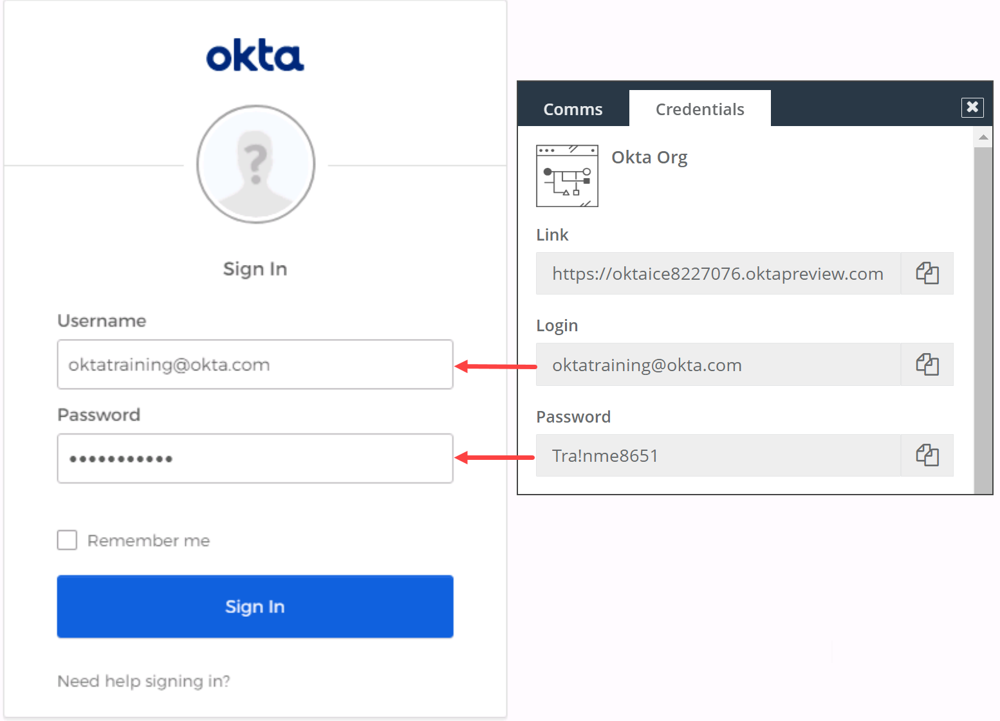 okta
?
Sign In
Username
oktatraining@okta.com
Password
•••••••••••
Remember me
Sign In
Need help signing in?
Comms
Credentials
Okta Org
Link
https://oktaice8227076.oktapreview.com
Login
oktatraining@okta.com
Password
Tra!nme8651